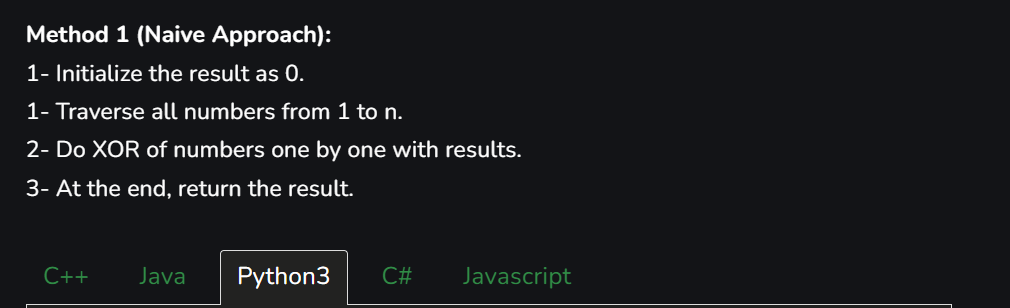 Method 1 (Naive Approach):
1- Initialize the result as 0.
1- Traverse all numbers from 1 to n.
2- Do XOR of numbers one by one with results.
3- At the end, return the result.
C++ Java Python3 C# Javascript